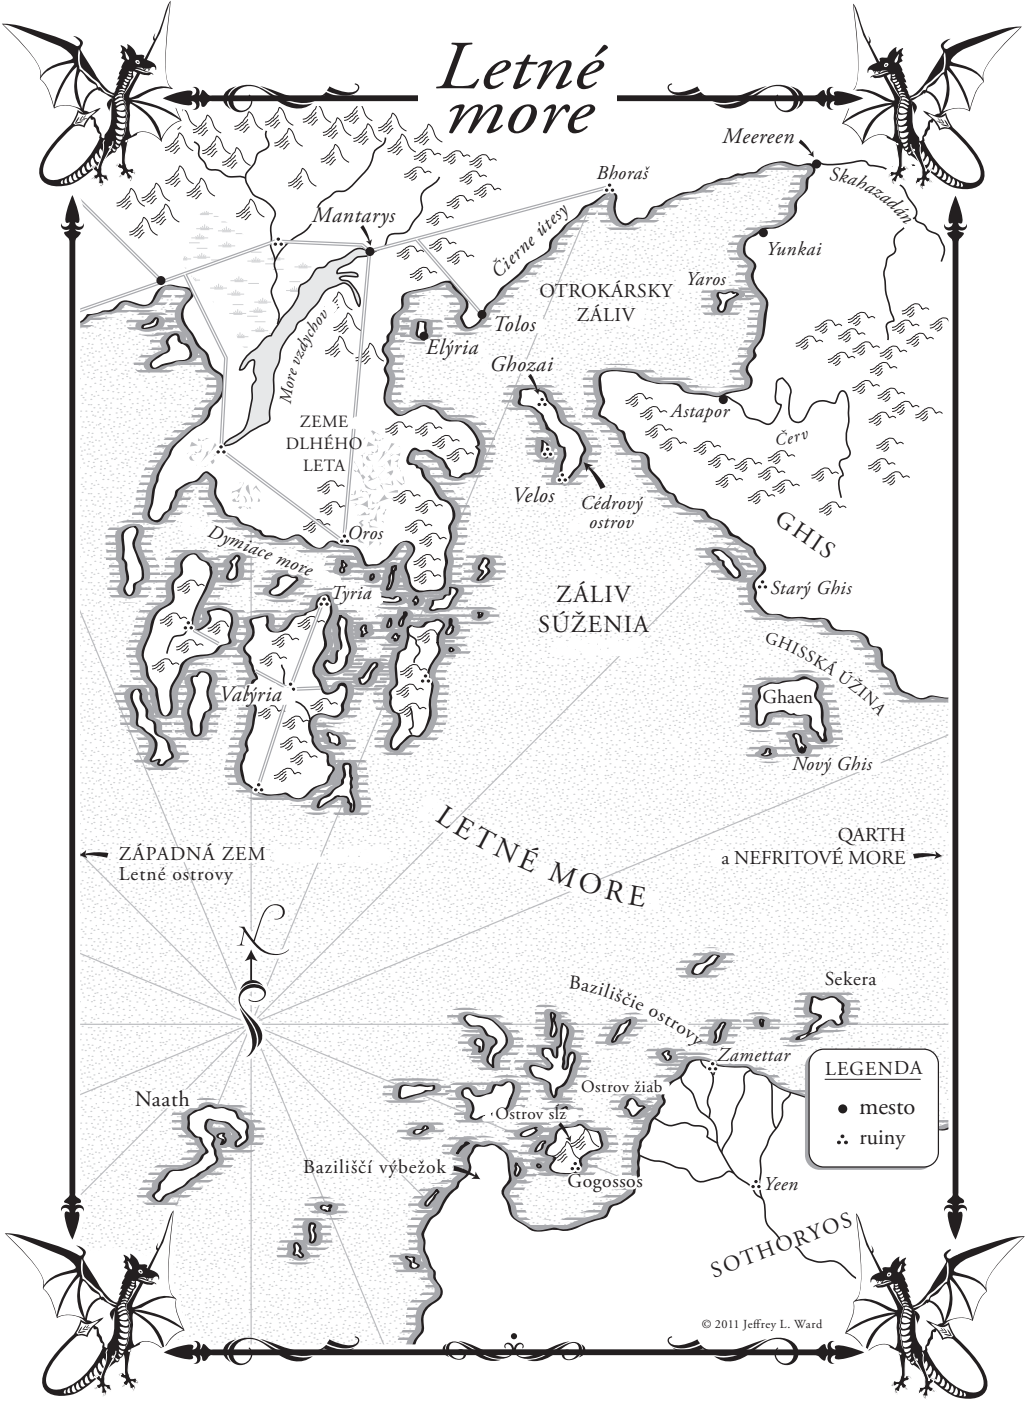 Letné
more
Meereen
Skahazadán
Bhoraš
Mantarys
Čierne útesy
Yunkai
Yaros
OTROKÁRSKY
ZÁLIV
Tolos
Elýria
More vzdychov
Ghozai
Astapor
Červ
ZEME
DLHÉHO
LETA
Velos
Cédrový
ostrov
GHIS
Oros
Dymiace more
Tyria
Starý Ghis
ZÁLIV
SÚŽENIA
GHISSKÁ ÚŽINA
Valýria
Ghaen
Nový Ghis
LETNÉ MORE
QARTH
a NEFRITOVÉ MORE
ZÁPADNÁ ZEM
Letné ostrovy
N
Baziliščie ostrovy
Sekera
Zamettar
LEGENDA
mesto
ruiny
Ostrov žiab
Naath
Ostrov sĺz
Baziliščí výbežok
Gogossos
Yeen
SOTHORYOS
© 2011 Jeffrey L. Ward